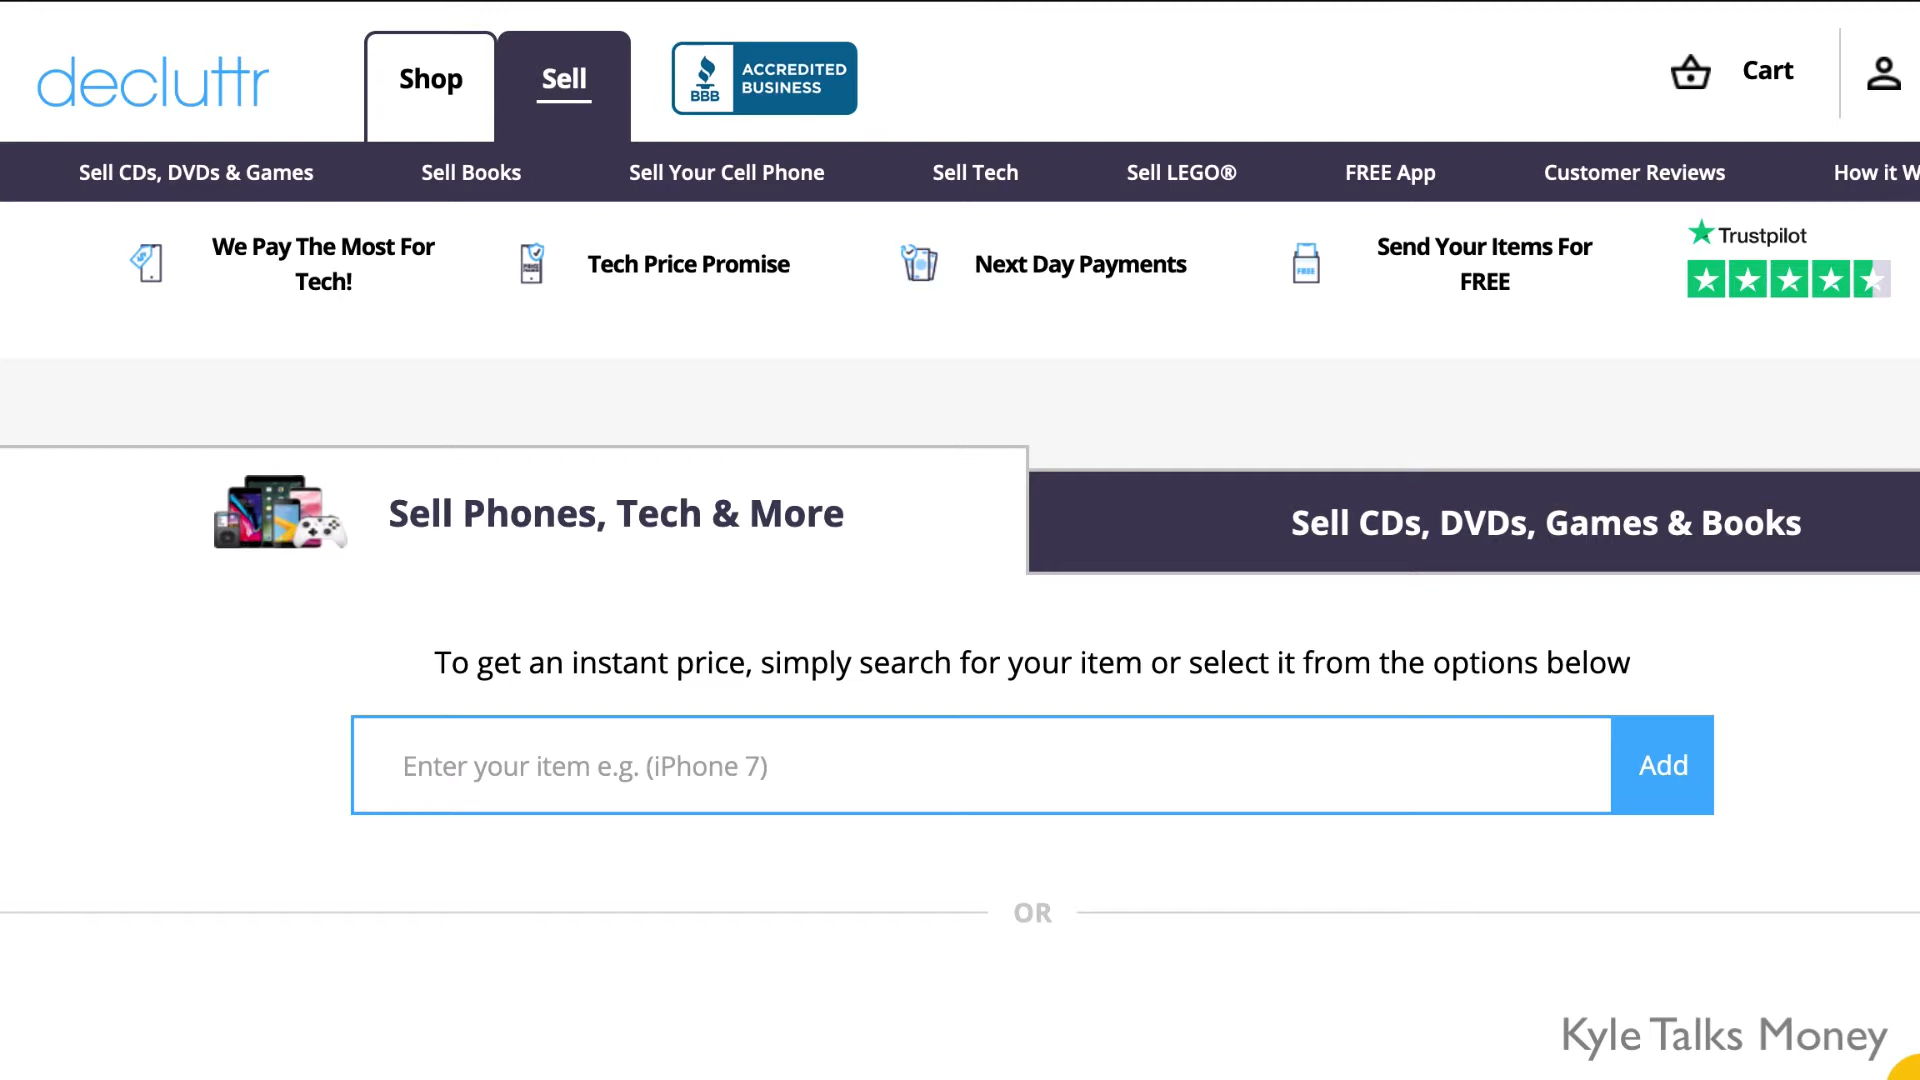 decluttr
Shop
Sell
BBB
ACCREDITED
BUSINESS
Cart
Sell CDs, DVDs & Games
Sell Books
Sell Your Cell Phone
Sell Tech
Sell LEGO®
FREE App
Customer Reviews
How it W
We Pay The Most For
Tech!
Tech Price Promise
Next Day Payments
FREE
Send Your Items For
FREE
Trustpilot
Sell Phones, Tech & More
Sell CDs, DVDs, Games & Books
To get an instant price, simply search for your item or select it from the options below
Enter your item e.g. (iPhone 7)
Add
OR
Kyle Talks Money